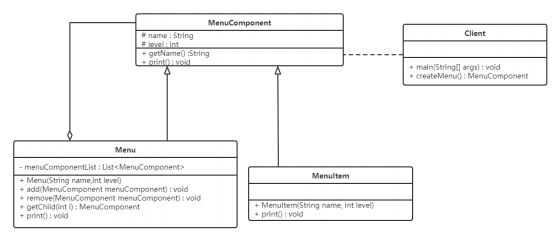 MenuComponent
# name : String
# level : int
+ getName() :String
+ print() : void
Client
+ main(String[] args) : void
+ createMenu() : MenuComponent
Menu
- menuComponentList : List<MenuComponent>
+ Menu(String name,int level)
+ add(MenuComponent menuComponent) : void
+ remove(MenuComponent menuComponent) : void
+ getChild(int i) : MenuComponent
+ print() : void
MenuItem
+ MenuItem(String name, int level)
+ print() : void